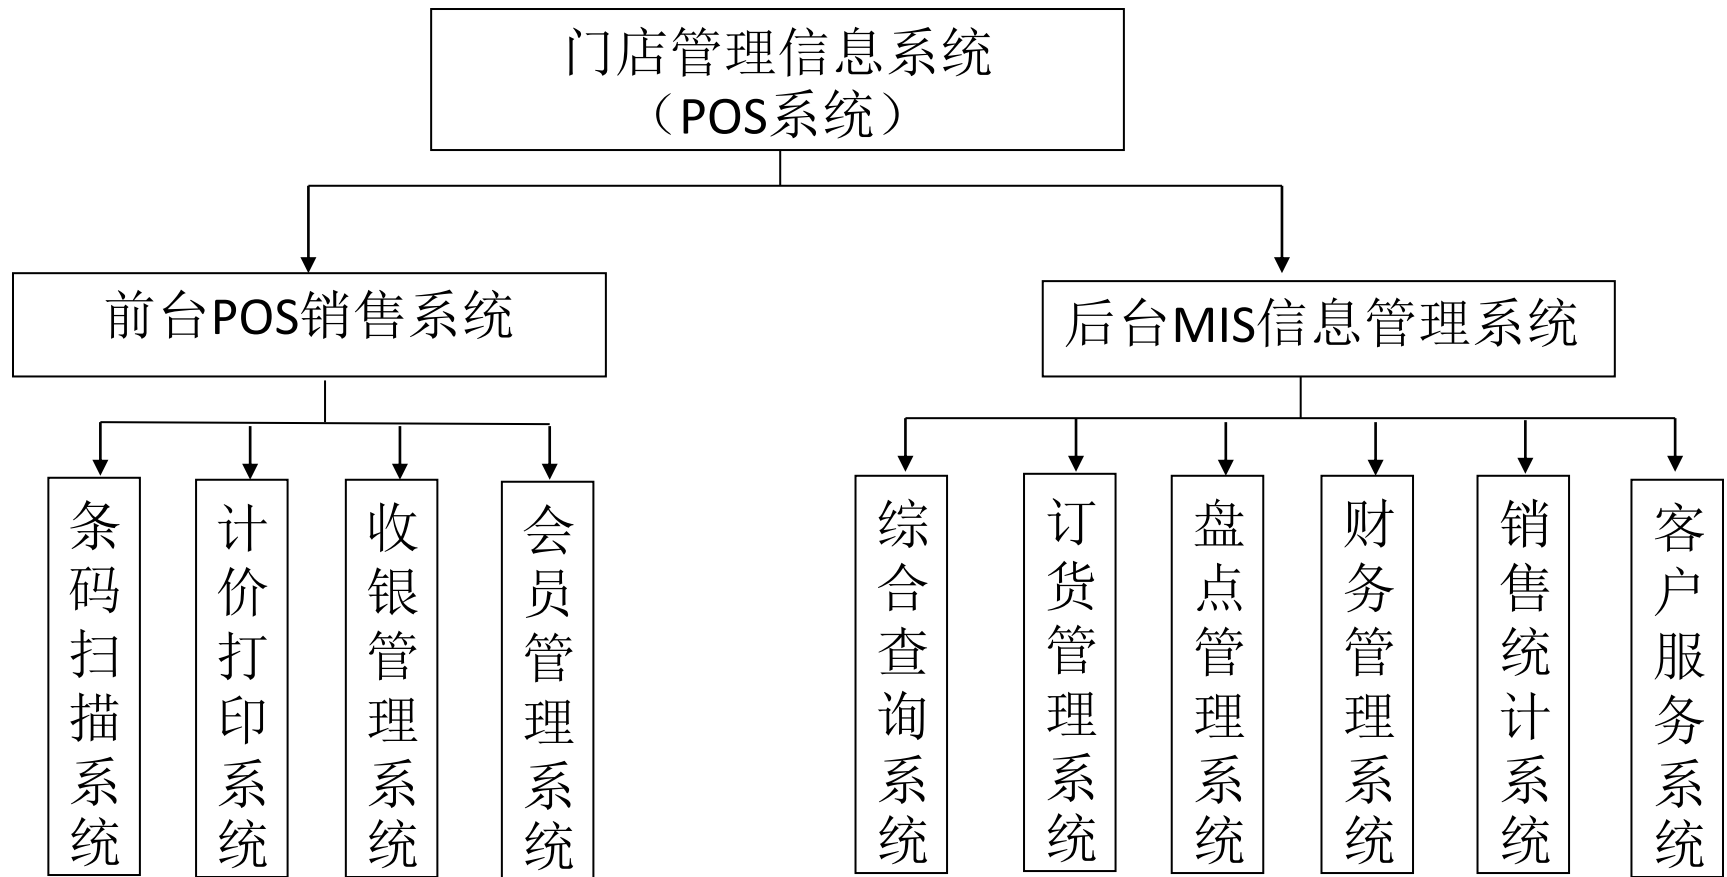 门店管理信息系统
（POS系统）
前台POS销售系统
后台MIS信息管理系统
条码扫描系统
计价打印系统
收银管理系统
会员管理系统
综合查询系统
订货管理系统
盘点管理系统
财务管理系统
销售统计系统
客户服务系统